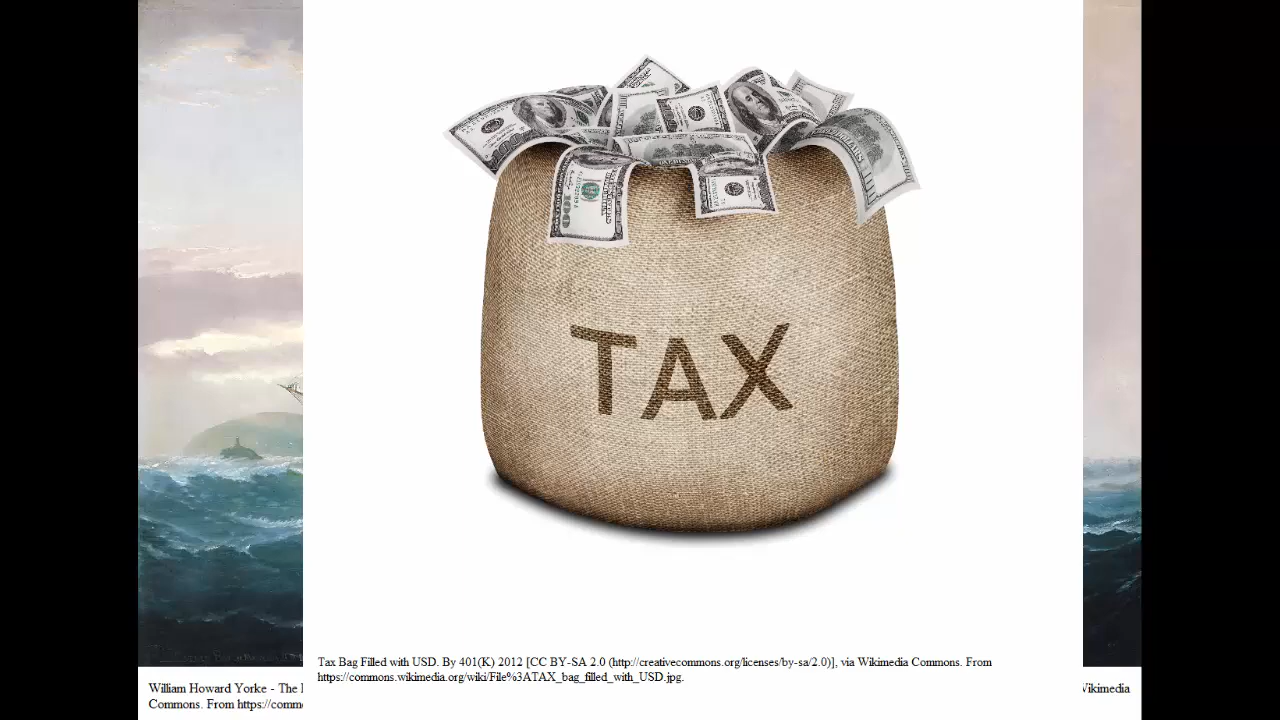 TAX
Tax Bag Filled with USD. By 401(K) 2012 [CC BY-SA 2.0 (http://creativecommons.org/licenses/by-sa/2.0)], via Wikimedia Commons. From
https://commons.wikimedia.org/wiki/File%3ATAX_bag_filled_with_USD.jpg.
William Howard Yorke - The
Wikimedia
Commons. From https://comm